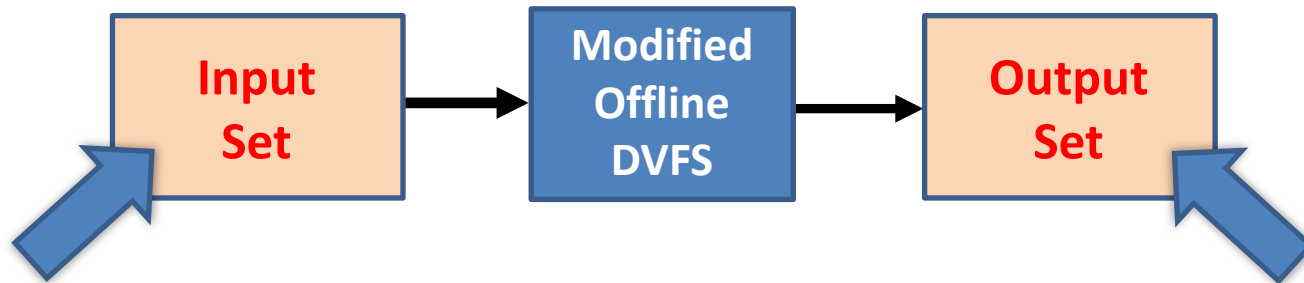 Input
Set
Modified
Offline
DVFS
Output
Set